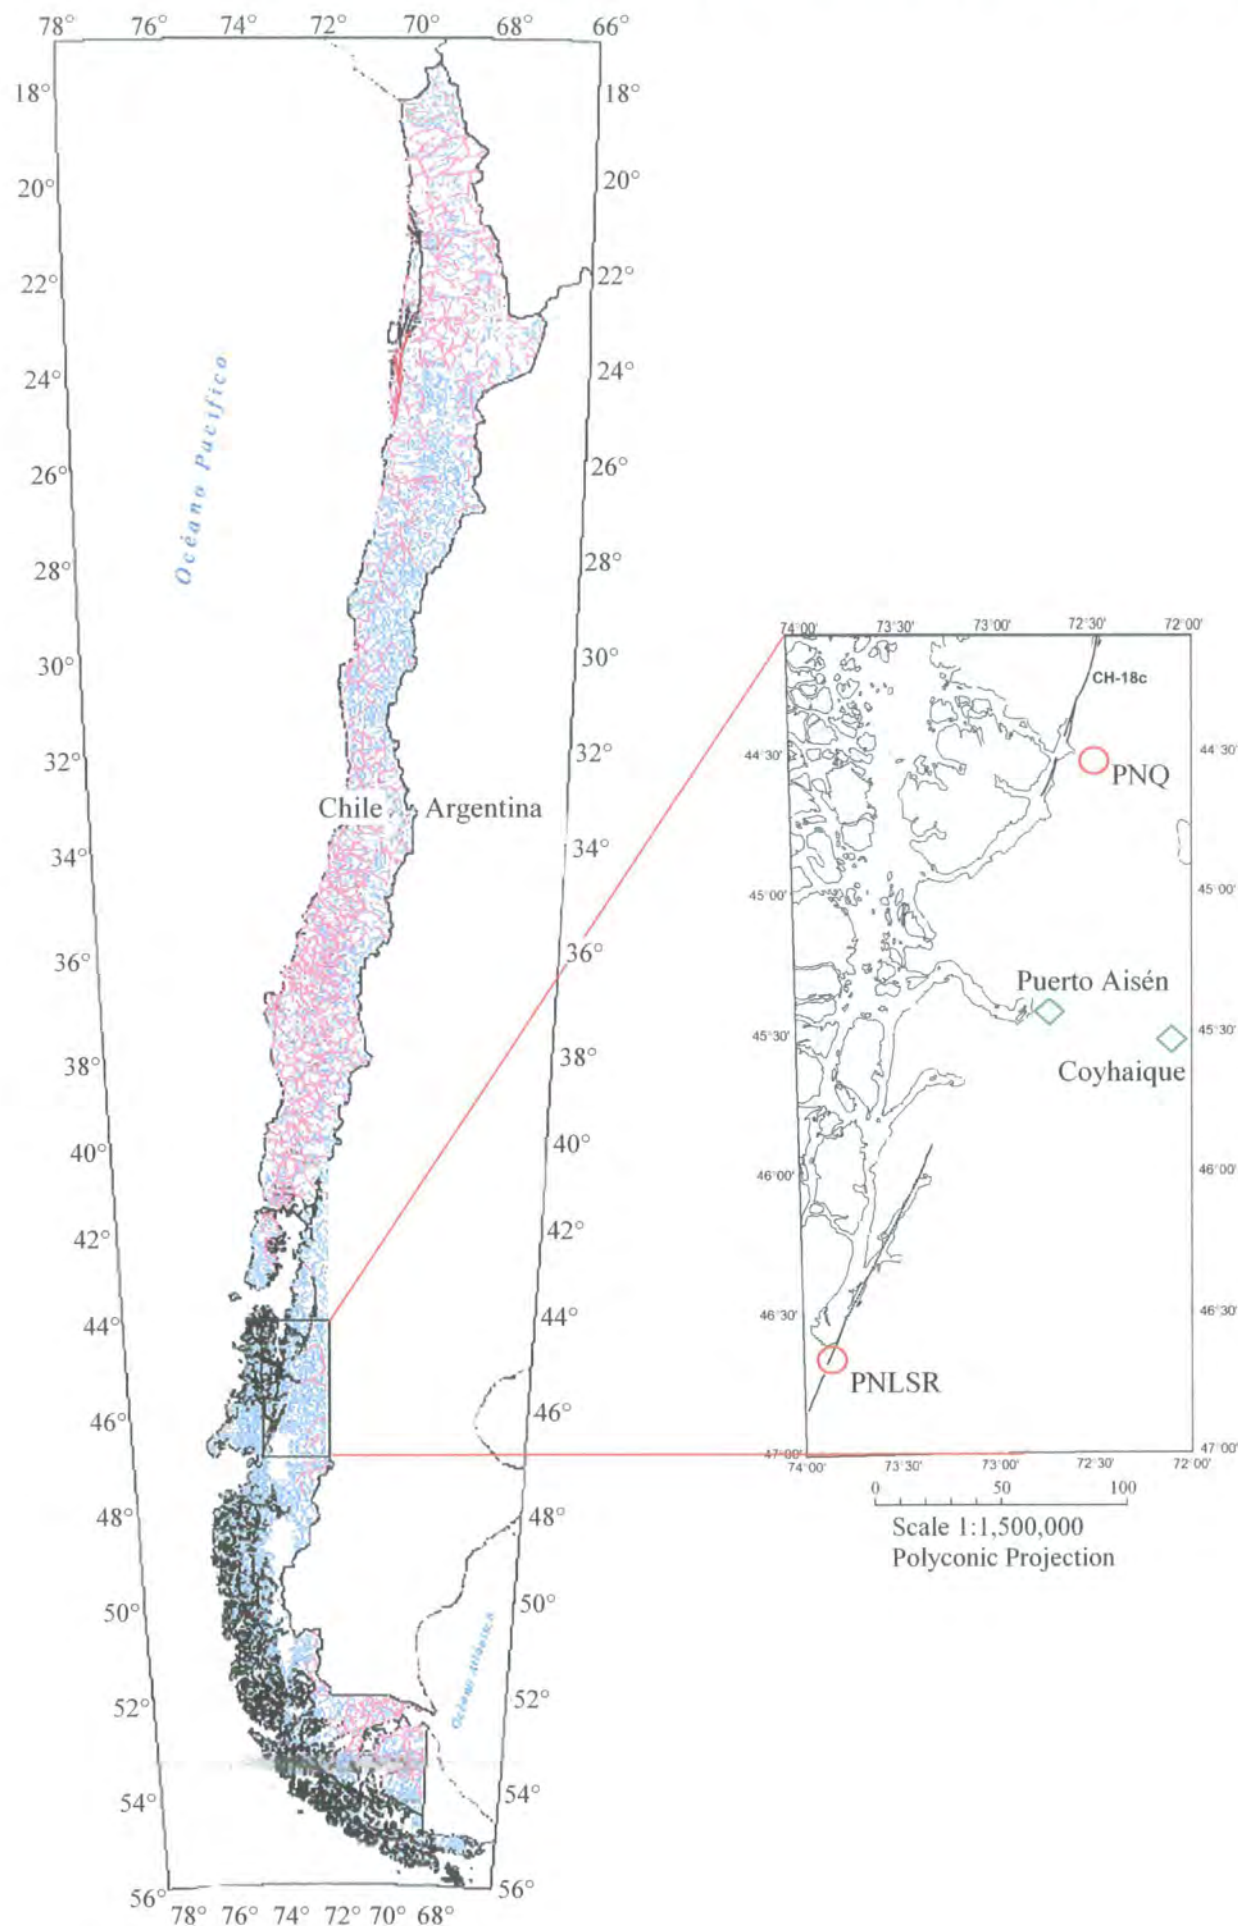 78° 76° 74° 72° 70° 68° 66°
18° 18°
20° 20°
22° 22°
24° 24°
26° 26°
28° 28°
30° 30°
32° 32°
34° 34°
36° 36°
38° 38°
40° 40°
42° 42°
44° 44°
46° 46°
48° 48°
50° 50°
52° 52°
54° 54°
56° 56°
78° 76° 74° 72° 70° 68°
Océano Pacífico
Chile Argentina
Océano Atlántico
74°00' 73°30' 73°00' 72°30' 72°00'
CH-18c
44°30' 44°30'
PNQ
45°00' 45°00'
Puerto Aisén
45°30' 45°30'
Coyhaique
46°00' 46°00'
46°30' 46°30'
PNLSR
47°00' 47°00'
74°00' 73°30' 73°00' 72°30' 72°00'
0 50 100
Scale 1:1,500,000
Polyconic Projection